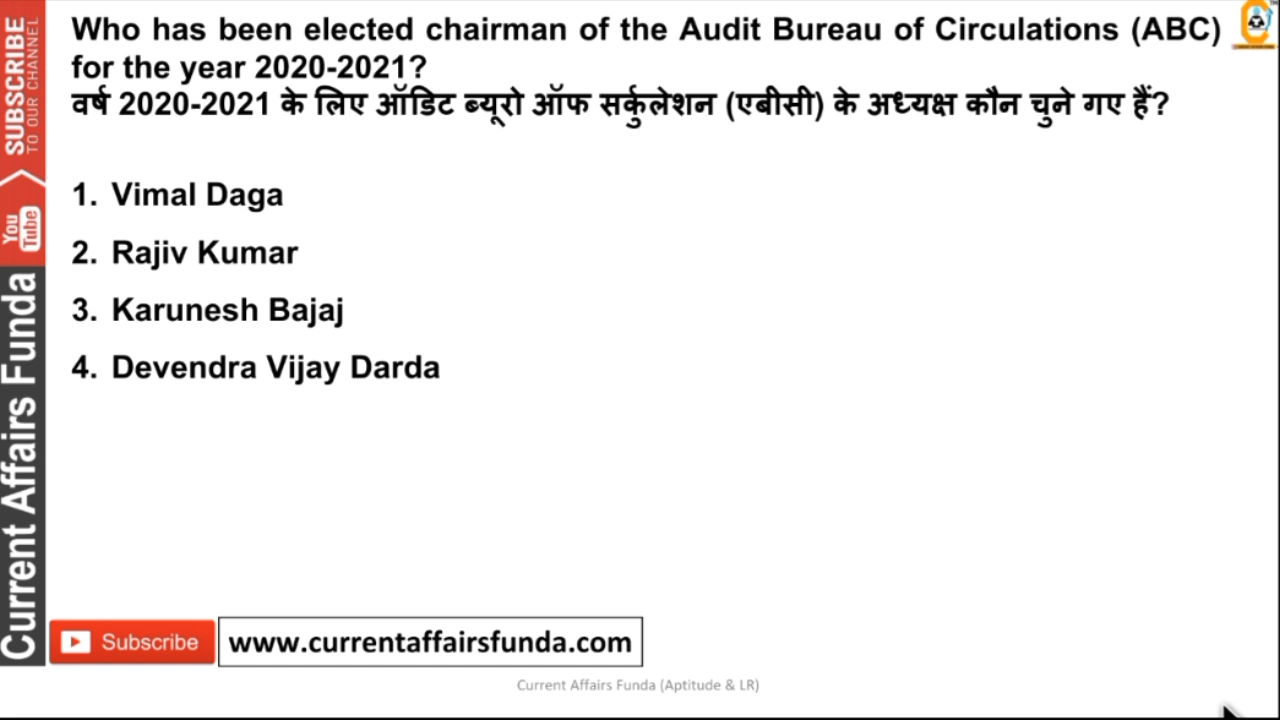 Who has been elected chairman of the Audit Bureau of Circulations (ABC)
for the year 2020-2021?
वर्ष 2020-2021 के लिए ऑडिट ब्यूरो ऑफ सर्कुलेशन (एबीसी) के अध्यक्ष कौन चुने गए हैं?
1. Vimal Daga
2. Rajiv Kumar
3. Karunesh Bajaj
4. Devendra Vijay Darda
SUBSCRIBE
TO OUR CHANNEL
You
Tube
Current Affairs Funda
Subscribe
www.currentaffairsfunda.com
Current Affairs Funda (Aptitude & LR)